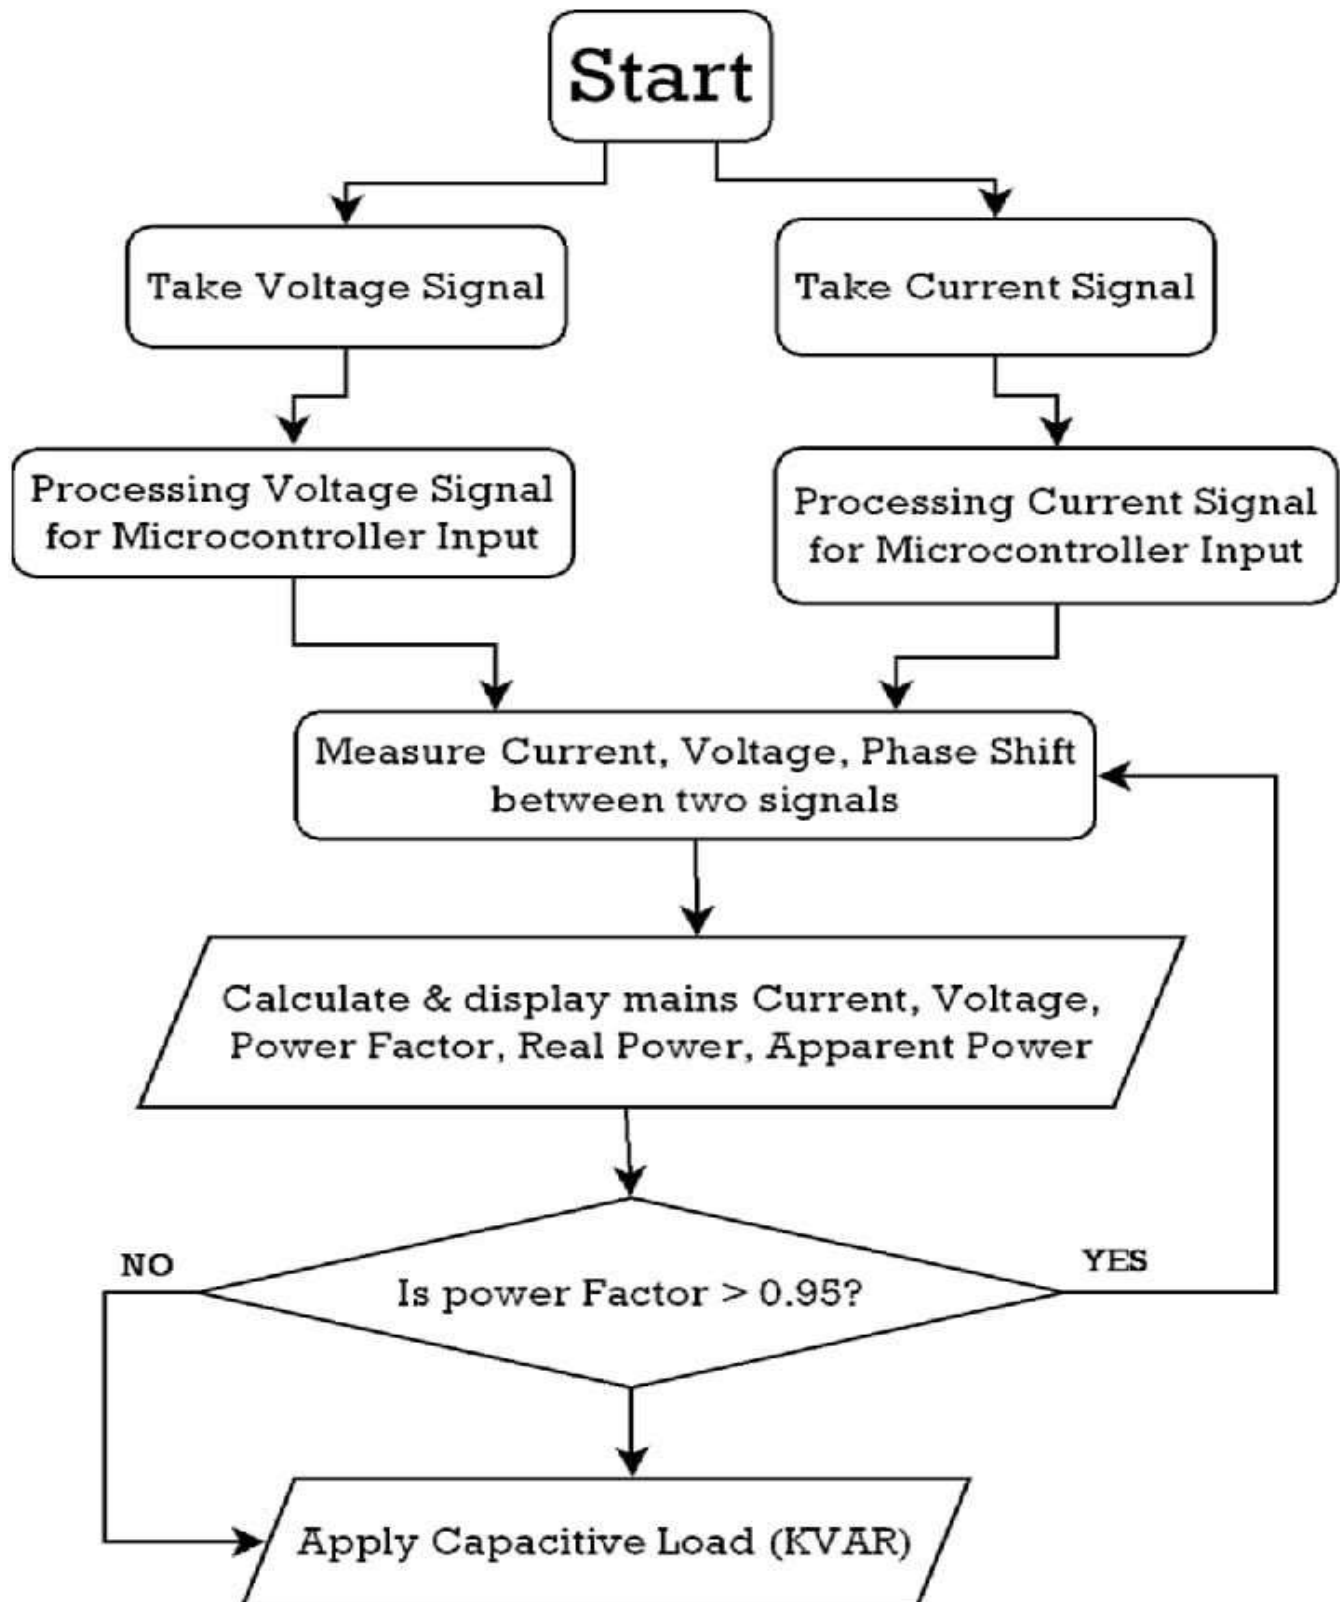 Start
Take Voltage Signal
Take Current Signal
Processing Voltage Signal
for Microcontroller Input
Processing Current Signal
for Microcontroller Input
Measure Current, Voltage, Phase Shift
between two signals
Calculate & display mains Current, Voltage,
Power Factor, Real Power, Apparent Power
NO
YES
Is power Factor > 0.95?
Apply Capacitive Load (KVAR)